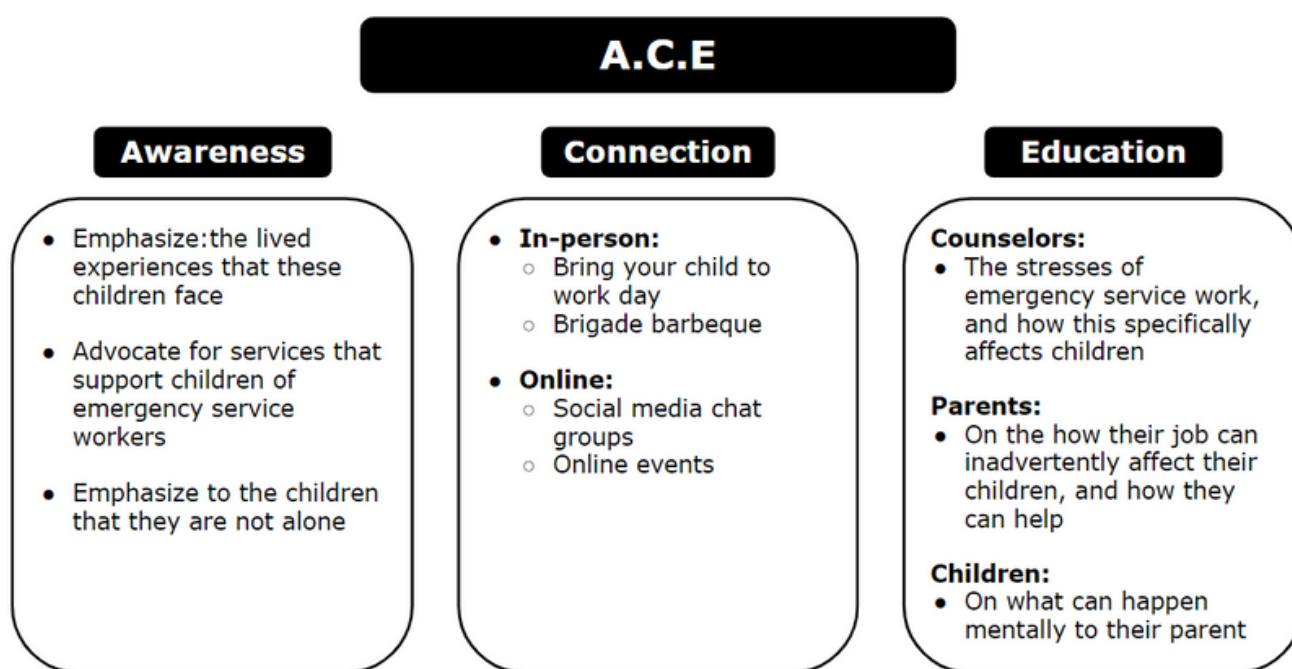 A.C.E
Awareness
● Emphasize:the lived
experiences that these
children face
● Advocate for services that
support children of
emergency service
workers
● Emphasize to the children
that they are not alone
Connection
● In-person:
○ Bring your child to
work day
○ Brigade barbeque
● Online:
○ Social media chat
groups
○ Online events
Education
Counselors:
● The stresses of
emergency service work,
and how this specifically
affects children
Parents:
● On the how their job can
inadvertently affect their
children, and how they
can help
Children:
● On what can happen
mentally to their parent